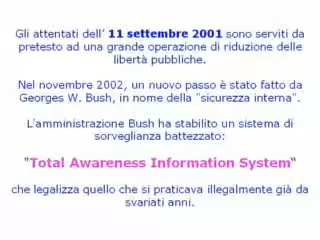 Gli attentati dell' 11 settembre 2001 sono serviti da
pretesto ad una grande operazione di riduzione delle
libertà pubbliche.
Nel novembre 2002, un nuovo passo è stato fatto da
Georges W. Bush, in nome della "sicurezza interna".
L'amministrazione Bush ha stabilito un sistema di
sorveglianza battezzato:
"Total Awareness Information System"
che legalizza quello che si praticava illegalmente già da
svariati anni.